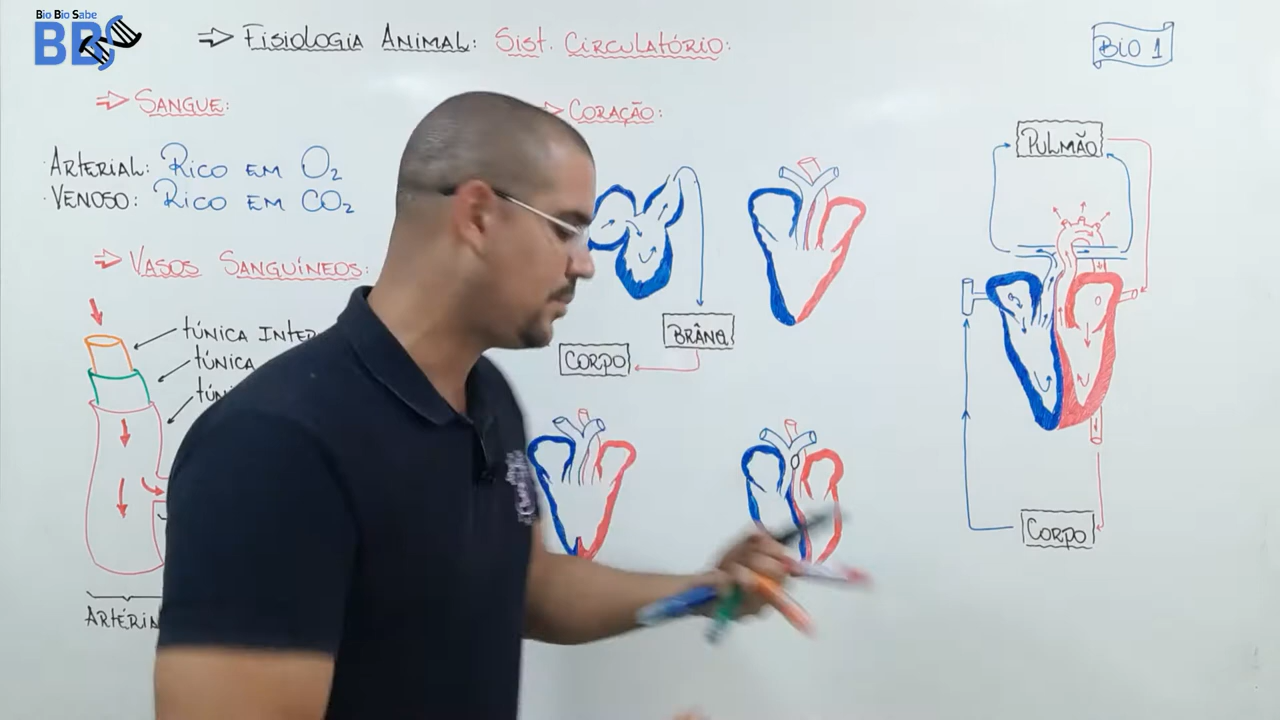 Bio Bio Sabe
BBS
⇒ FISIOLOGIA ANIMAL: SIST. CIRCULATÓRIO:
BIO 1
⇒ SANGUE:
· ARTERIAL: RICO EM O2
· VENOSO: RICO EM CO2
⇒ VASOS SANGUÍNEOS:
TÚNICA
TÚNICA
CORAÇÃO:
BRÂNQ
CORPO
PULMÃO
CORPO